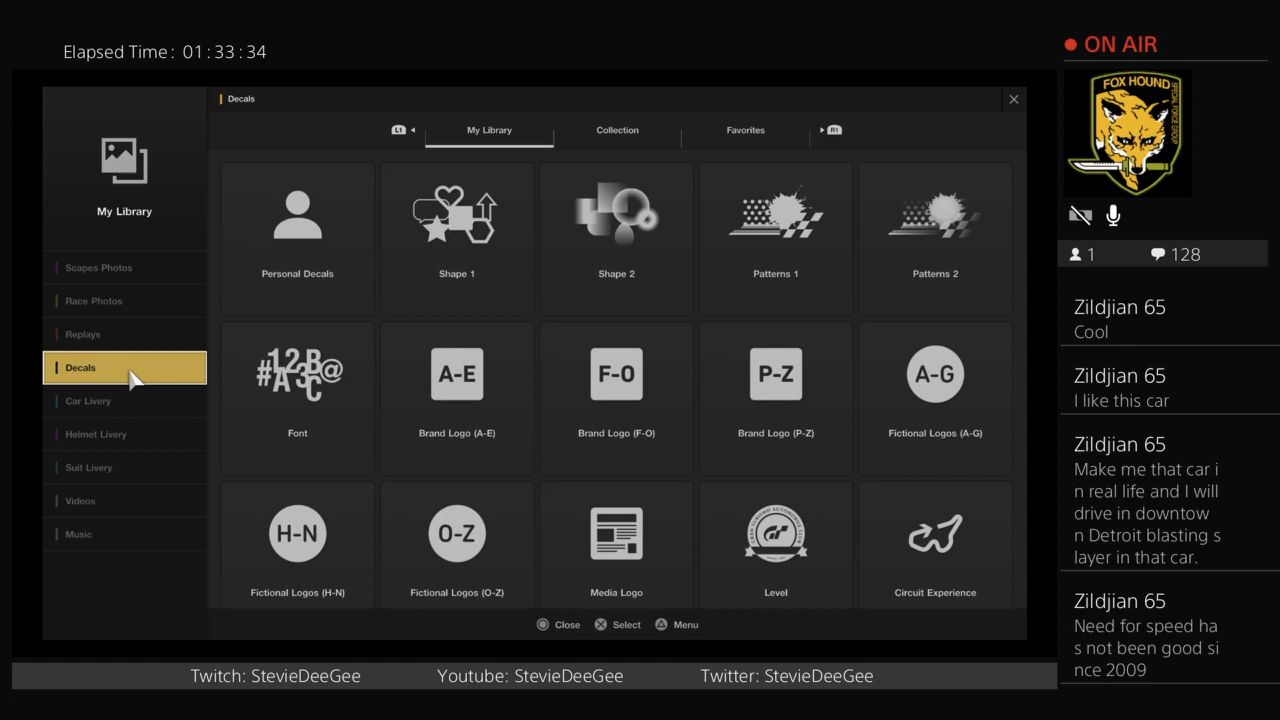 Elapsed Time: 01:33:34
ON AIR
FOX HOUND
SPECIAL FORCE GROUP
1
128
Zildjian 65
Cool
Zildjian 65
I like this car
Zildjian 65
Make me that car i
n real life and I will
drive in downtow
n Detroit blasting s
layer in that car.
Zildjian 65
Need for speed ha
s not been good si
nce 2009
My Library
Scapes Photos
Race Photos
Replays
Decals
Car Livery
Helmet Livery
Suit Livery
Videos
Music
Decals
L1
My Library
Collection
Favorites
R1
Personal Decals
Shape 1
Shape 2
Patterns 1
Patterns 2
#123B@
A C
Font
A-E
Brand Logo (A-E)
F-O
Brand Logo (F-O)
P-Z
Brand Logo (P-Z)
A-G
Fictional Logos (A-G)
H-N
Fictional Logos (H-N)
O-Z
Fictional Logos (O-Z)
Media Logo
Level
Circuit Experience
Close
Select
Menu
Twitch: StevieDeeGee
Youtube: StevieDeeGee
Twitter: StevieDeeGee